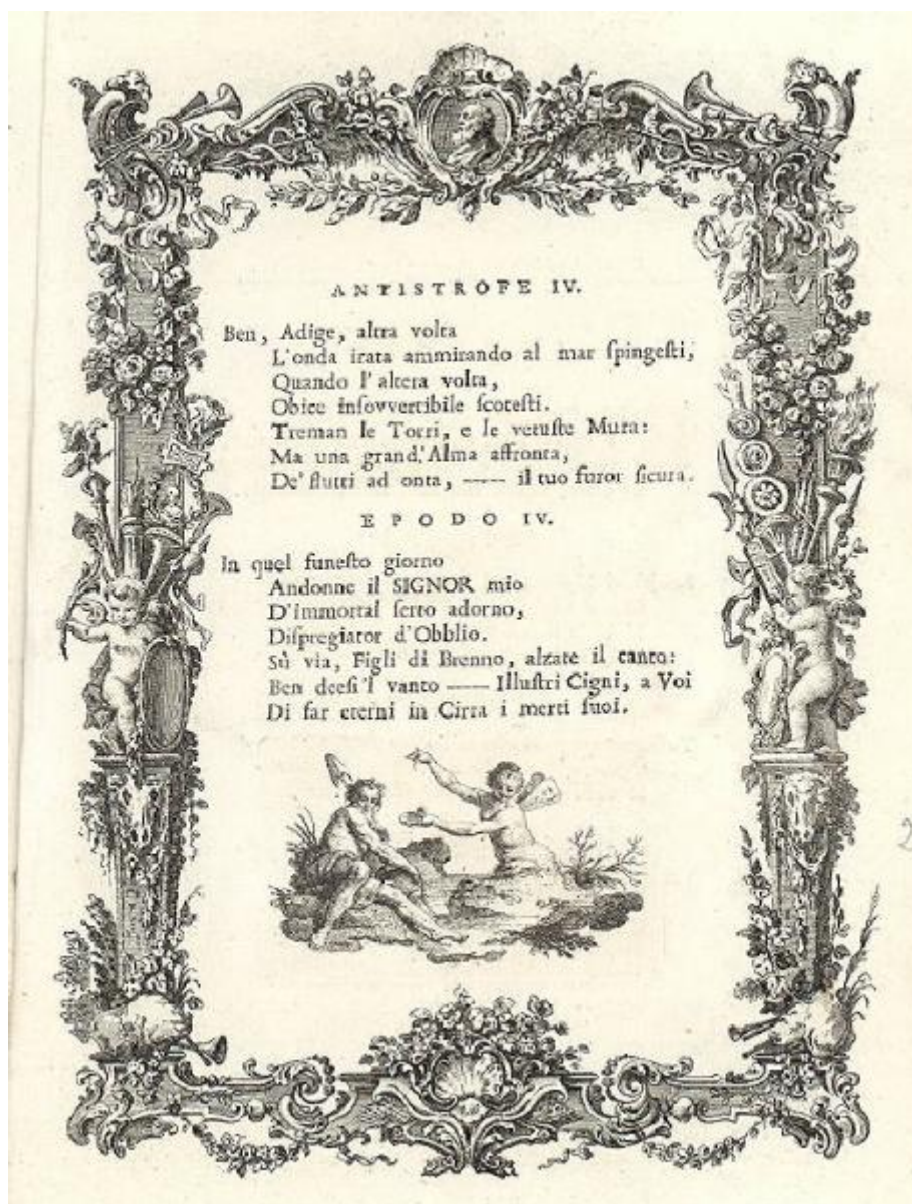 ANTISTROFE IV.
Ben, Adige, altra volta
L'onda irata ammirando al mar ſpingeſti,
Quando l'altera volta,
Obice inſovvertibile ſcoteſti.
Treman le Torri, e le vetuſte Mura:
Ma una grand'Alma affronta,
De' flutti ad onta, —— il tuo furor ſicura.
EPODO IV.
In quel funeſto giorno
Andonne il SIGNOR mio
D'immortal ſerto adorno,
Diſpregiator d'Obblio.
Sù via, Figli di Brenno, alzate il canto:
Ben deeſi 'l vanto —— Illuſtri Cigni, a Voi
Di far eterni in Cirra i merti ſuoi.